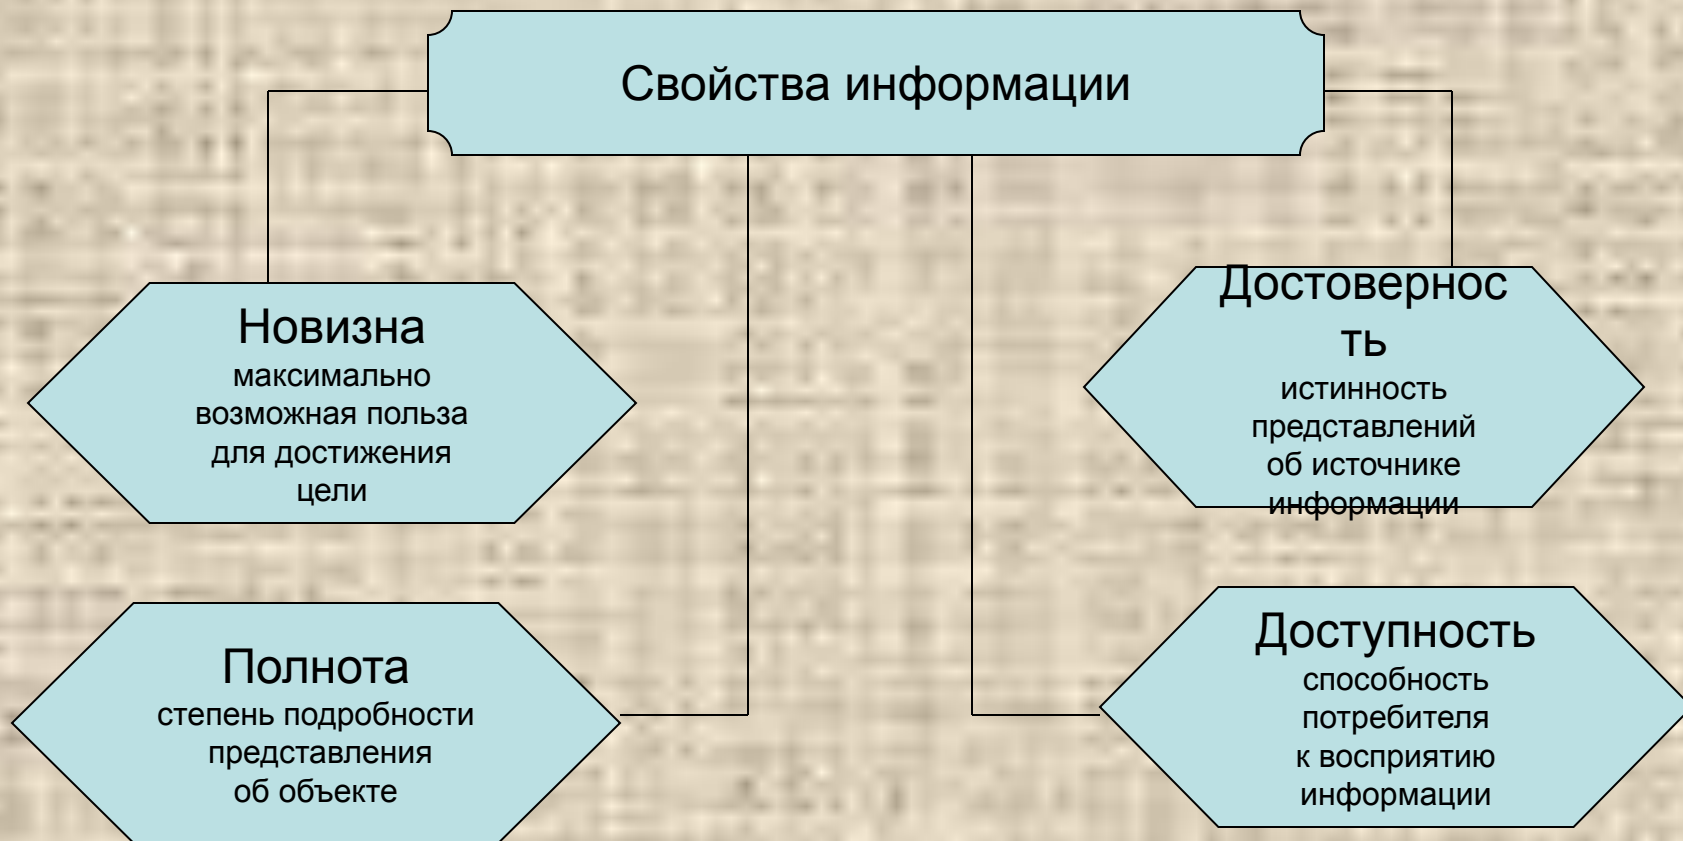 Свойства информации
Новизна
максимально
возможная польза
для достижения
цели
Достовернос
ть
истинность
представлений
об источнике
информации
Полнота
степень подробности
представления
об объекте
Доступность
способность
потребителя
к восприятию
информации